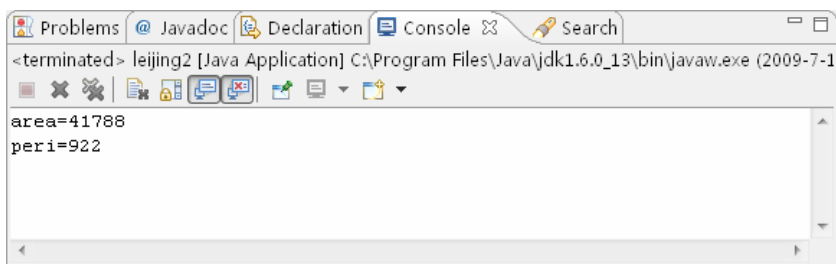 Problems @ Javadoc Declaration Console Search
<terminated> leijing2 [Java Application] C:\Program Files\Java\jdk1.6.0_13\bin\javaw.exe (2009-7-1
area=41788
peri=922